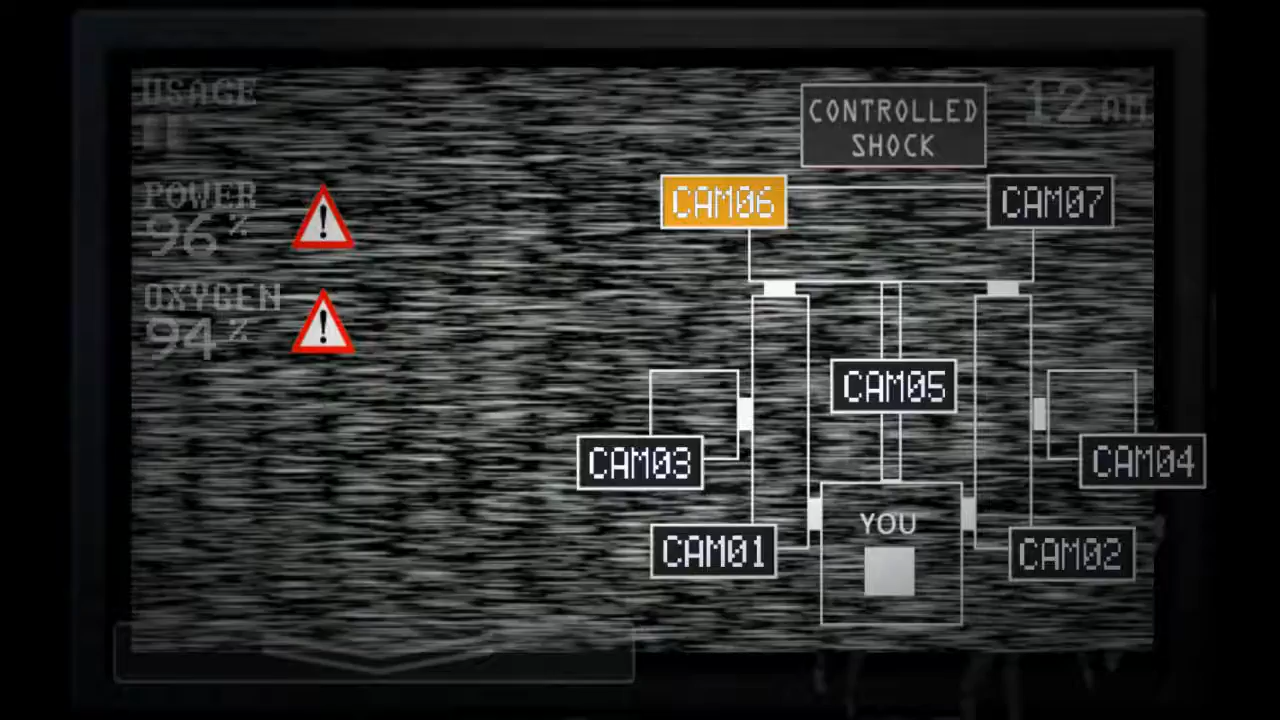 USAGE
12 AM
CONTROLLED
SHOCK
POWER
96%
CAM06
CAM07
OXYGEN
94%
CAM05
CAM03
CAM04
YOU
CAM01
CAM02